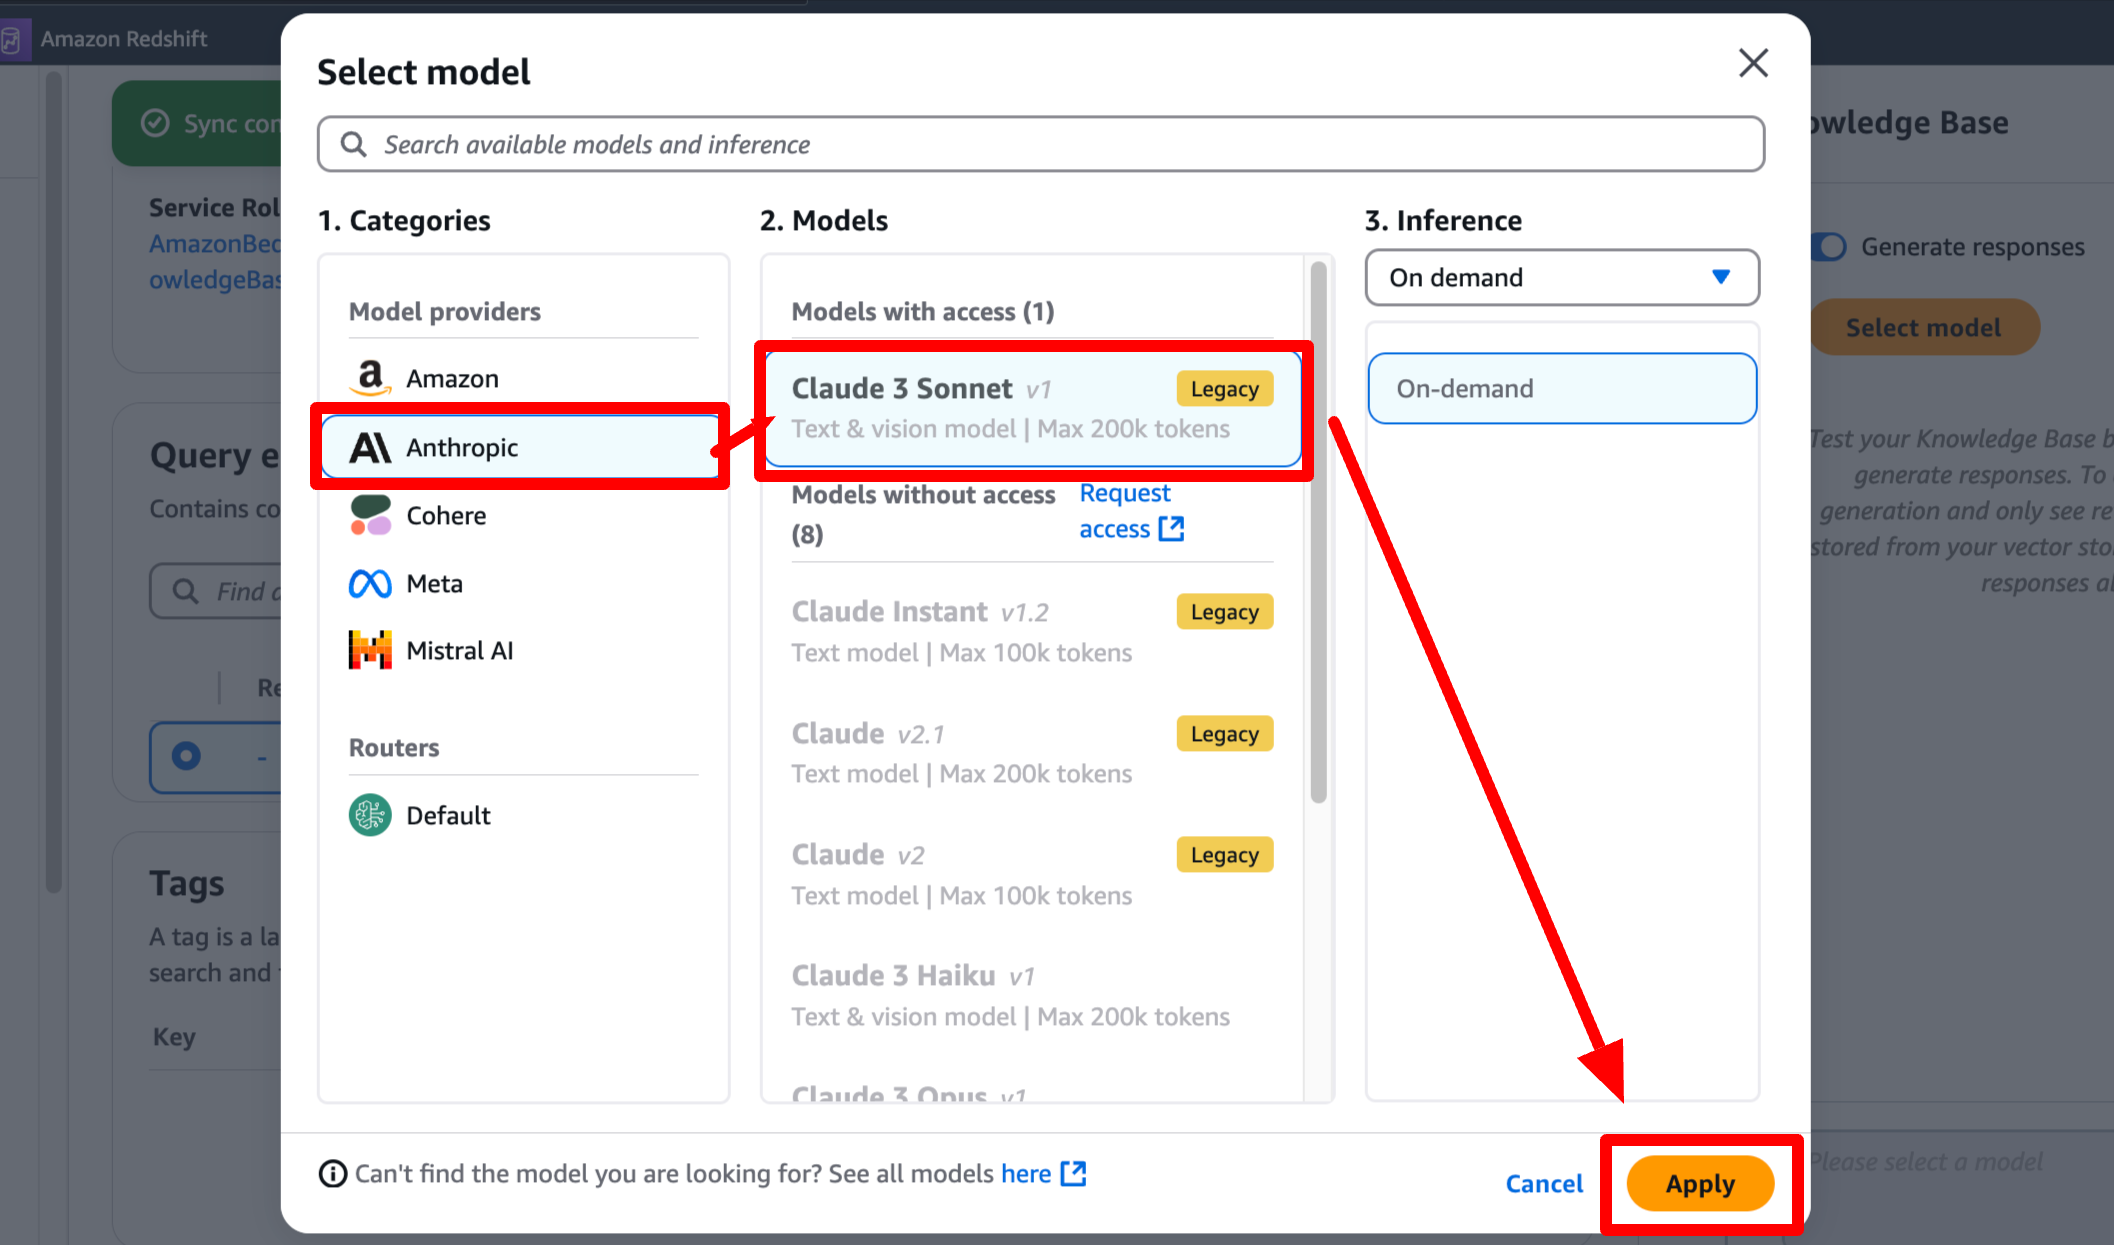 Amazon Redshift
Sync con
Service Rol
AmazonBed
owledgeBas
Query e
Contains co
Find a
Re
-
Tags
A tag is a la
search and
Key
Select model
Search available models and inference
1. Categories
Model providers
Amazon
Anthropic
Cohere
Meta
Mistral AI
Routers
Default
2. Models
Models with access (1)
Claude 3 Sonnet v1 Legacy
Text & vision model | Max 200k tokens
Models without access Request
(8) access
Claude Instant v1.2 Legacy
Text model | Max 100k tokens
Claude v2.1 Legacy
Text model | Max 200k tokens
Claude v2 Legacy
Text model | Max 100k tokens
Claude 3 Haiku v1
Text & vision model | Max 200k tokens
Claude 3 Opus v1
3. Inference
On demand
On-demand
Can't find the model you are looking for? See all models here
Cancel
Apply
owledge Base
Generate responses
Select model
Test your Knowledge Base b
generate responses. To
generation and only see re
stored from your vector sto
responses al
Please select a model